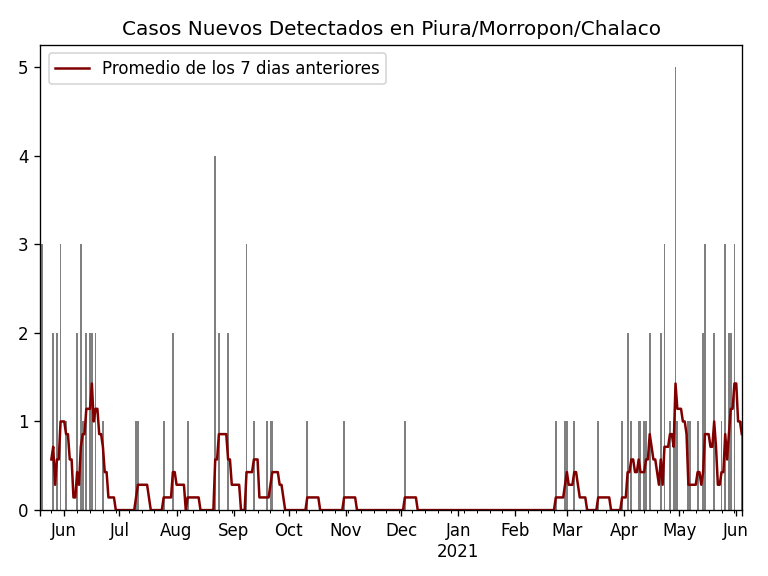 Casos Nuevos Detectados en Piura/Morropon/Chalaco
Promedio de los 7 dias anteriores
5
4
3
2
1
0
Jun Jul Aug Sep Oct Nov Dec Jan Feb Mar Apr May Jun
2021